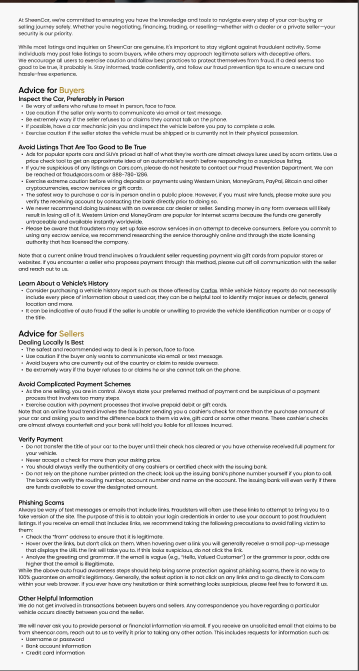 At SheenCar, we're committed to ensuring you have the knowledge and tools to navigate every step of your car-buying or
selling journey safely. Whether you're negotiating, financing, trading, or reselling—whether with a dealer or a private seller—your
security is our priority.
While most listings and inquiries on SheenCar are genuine, it's important to stay vigilant against fraudulent activity. Some
individuals may post fake listings to scam buyers, while others may approach legitimate sellers with deceptive offers.
We encourage all users to exercise caution and follow best practices to protect themselves from fraud. If a deal seems too
good to be true, it probably is. Stay informed, trade confidently, and follow our fraud prevention tips to ensure a secure and
hassle-free experience.
Advice for Buyers
Inspect the Car, Preferably in Person
• Be wary of sellers who refuse to meet in person, face to face.
• Use caution if the seller only wants to communicate via email or text message.
• Be extremely wary if the seller refuses to or claims they cannot talk on the phone.
• If possible, have a car mechanic join you and inspect the vehicle before you pay to complete a sale.
• Exercise caution if the seller states the vehicle must be shipped or is currently not in their physical possession.
Avoid Listings That Are Too Good to Be True
• Ads for popular sports cars and SUVs priced at half of what they're worth are almost always lures used by scam artists. Use a
price check tool to get an approximate idea of an automobile's worth before responding to a suspicious listing.
• If you're suspicious of any listings on Cars.com, please do not hesitate to contact our Fraud Prevention Department. We can
be reached at fraud@cars.com or 888-780-1286.
• Exercise extreme caution before wiring deposits or payments using Western Union, MoneyGram, PayPal, Bitcoin and other
cryptocurrencies, escrow services or gift cards.
• The safest way to purchase a car is in person and in a public place. However, if you must wire funds, please make sure you
verify the receiving account by contacting the bank directly prior to doing so.
• We never recommend doing business with an overseas car dealer or seller. Sending money in any form overseas will likely
result in losing all of it. Western Union and MoneyGram are popular for internet scams because the funds are generally
untraceable and available instantly worldwide.
• Please be aware that fraudsters may set up fake escrow services in an attempt to deceive consumers. Before you commit to
using any escrow service, we recommend researching the service thoroughly online and through the state licensing
authority that has licensed the company.
Note that a current online fraud trend involves a fraudulent seller requesting payment via gift cards from popular stores or
websites. If you encounter a seller who proposes payment through this method, please cut off all communication with the seller
and reach out to us.
Learn About a Vehicle's History
• Consider purchasing a vehicle history report such as those offered by Carfax. While vehicle history reports do not necessarily
include every piece of information about a used car, they can be a helpful tool to identify major issues or defects, general
location and more.
• It can be indicative of auto fraud if the seller is unable or unwilling to provide the vehicle identification number or a copy of
the title.
Advice for Sellers
Dealing Locally Is Best
• The safest and recommended way to deal is in person, face to face.
• Use caution if the buyer only wants to communicate via email or text message.
• Avoid buyers who are currently out of the country or claim to reside overseas.
• Be extremely wary if the buyer refuses to or claims he or she cannot talk on the phone.
Avoid Complicated Payment Schemes
• As the one selling, you are in control. Always state your preferred method of payment and be suspicious of a payment
process that involves too many steps.
• Exercise caution with payment processes that involve prepaid debit or gift cards.
Note that an online fraud trend involves the fraudster sending you a cashier's check for more than the purchase amount of
your car and asking you to send the difference back to them via wire, gift card or some other means. These cashier's checks
are almost always counterfeit and your bank will hold you liable for all losses incurred.
Verify Payment
• Do not transfer the title of your car to the buyer until their check has cleared or you have otherwise received full payment for
your vehicle.
• Never accept a check for more than your asking price.
• You should always verify the authenticity of any cashier's or certified check with the issuing bank.
• Do not rely on the phone number printed on the check; look up the issuing bank's phone number yourself if you plan to call.
The bank can verify the routing number, account number and name on the account. The issuing bank will even verify if there
are funds available to cover the designated amount.
Phishing Scams
Always be wary of text messages or emails that include links. Fraudsters will often use these links to attempt to bring you to a
fake version of the site. The purpose of this is to obtain your login credentials in order to use your account to post fraudulent
listings. If you receive an email that includes links, we recommend taking the following precautions to avoid falling victim to
them:
• Check the "from" address to ensure that it is legitimate.
• Hover over the links, but don't click on them. When hovering over a link you will generally receive a small pop-up message
that displays the URL the link will take you to. If this looks suspicious, do not click the link.
• Analyze the greeting and grammar. If the email is vague (e.g., "Hello, Valued Customer") or the grammar is poor, odds are
higher that the email is illegitimate.
While the above fraud awareness steps should help bring some protection against phishing scams, there is no way to
100% guarantee an email's legitimacy. Generally, the safest option is to not click on any links and to go directly to Cars.com
within your web browser. If you ever have any hesitation or think something looks suspicious, please feel free to forward it us.
Other Helpful Information
We do not get involved in transactions between buyers and sellers. Any correspondence you have regarding a particular
vehicle occurs directly between you and the seller.
We will never ask you to provide personal or financial information via email. If you receive an unsolicited email that claims to be
from sheencar.com, reach out to us to verify it prior to taking any other action. This includes requests for information such as:
• Username or password
• Bank account information
• Credit card information